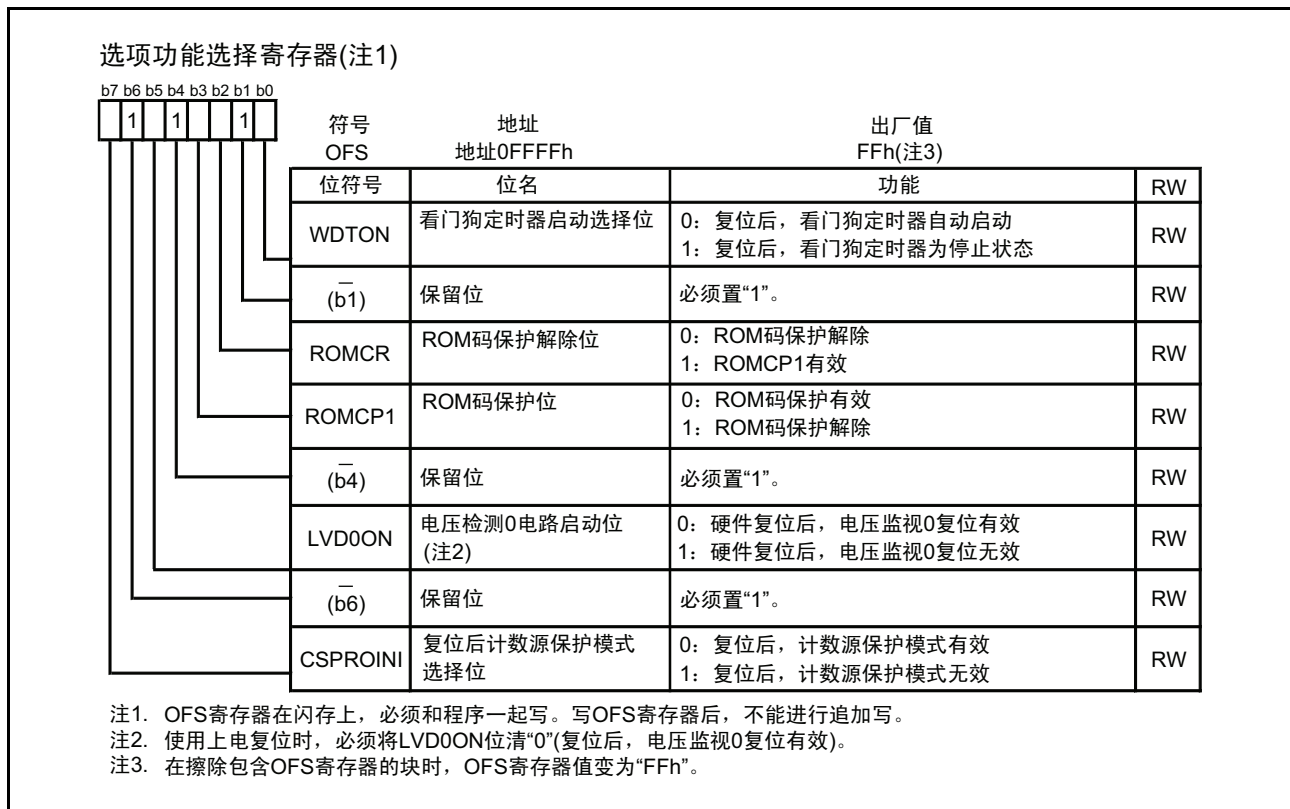 选项功能选择寄存器(注1)
b7 b6 b5 b4 b3 b2 b1 b0
1 1 1
符号 地址 出厂值
OFS 地址0FFFFh FFh(注3)
位符号 位名 功能 RW
WDTON 看门狗定时器启动选择位 0：复位后，看门狗定时器自动启动 RW
1：复位后，看门狗定时器为停止状态
—
(b1) 保留位 必须置“1”。 RW
ROMCR ROM码保护解除位 0：ROM码保护解除 RW
1：ROMCP1有效
ROMCP1 ROM码保护位 0：ROM码保护有效 RW
1：ROM码保护解除
—
(b4) 保留位 必须置“1”。 RW
LVD0ON 电压检测0电路启动位 0：硬件复位后，电压监视0复位有效 RW
(注2) 1：硬件复位后，电压监视0复位无效
—
(b6) 保留位 必须置“1”。 RW
CSPROINI 复位后计数源保护模式 0：复位后，计数源保护模式有效 RW
选择位 1：复位后，计数源保护模式无效
注1. OFS寄存器在闪存上，必须和程序一起写。写OFS寄存器后，不能进行追加写。
注2. 使用上电复位时，必须将LVD0ON位清“0”(复位后，电压监视0复位有效)。
注3. 在擦除包含OFS寄存器的块时，OFS寄存器值变为“FFh”。